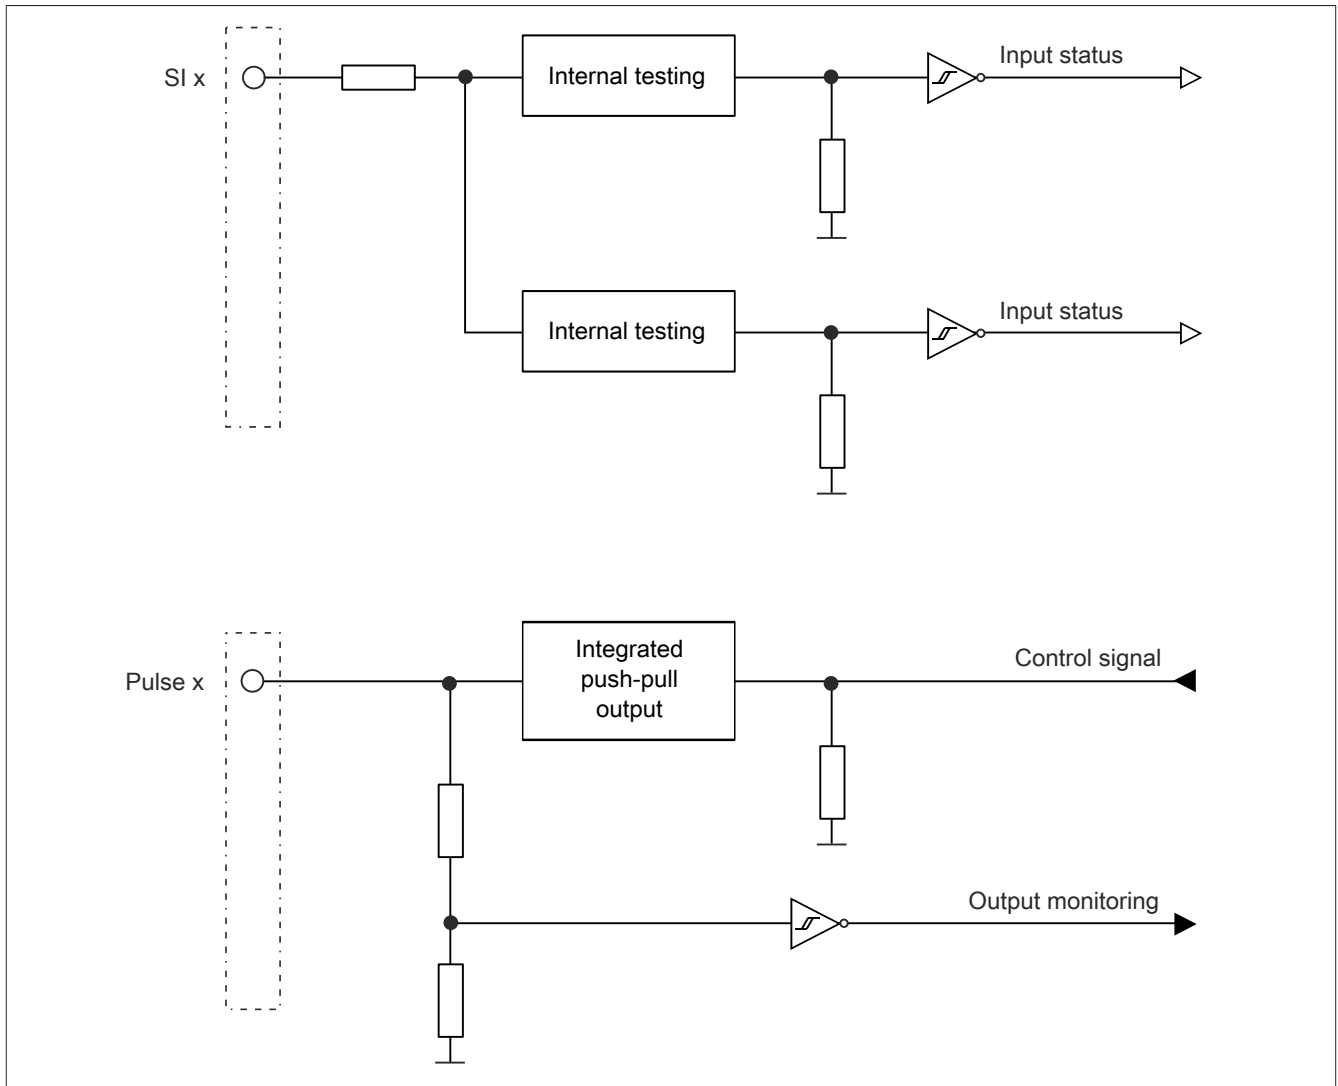 Input status
SI x
Internal testing
Input status
Internal testing
Integrated
push-pull
output
Control signal
Pulse x
Output monitoring